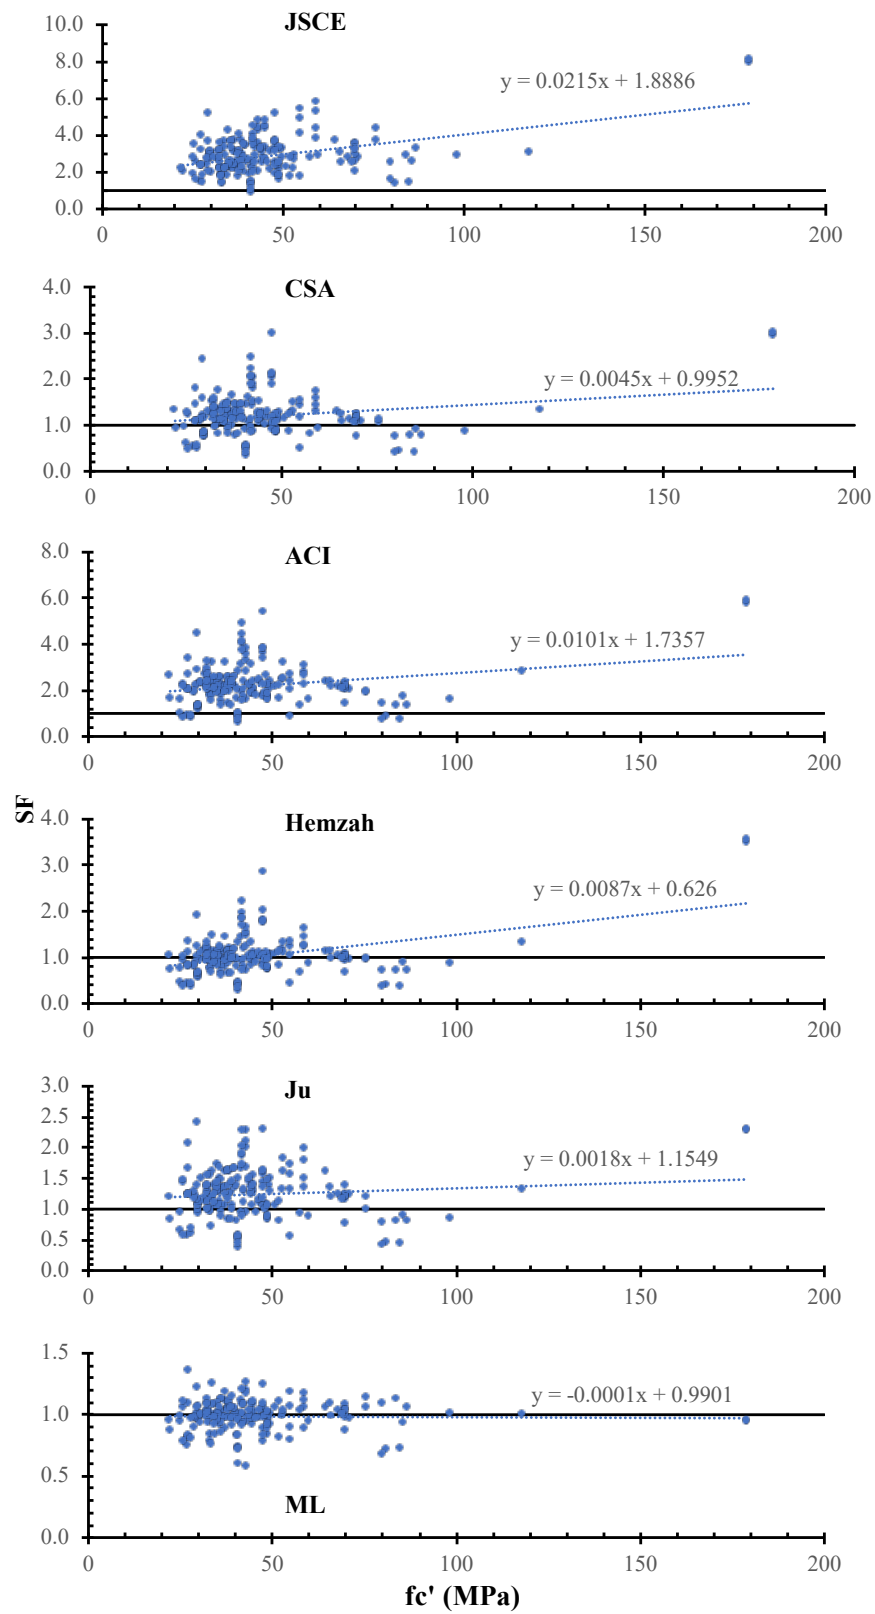 JSCE
10.0
8.0
6.0
4.0
2.0
0.0
y = 0.0215x + 1.8886
0 50 100 150 200
CSA
4.0
3.0
2.0
1.0
0.0
y = 0.0045x + 0.9952
0 50 100 150 200
ACI
8.0
6.0
4.0
2.0
0.0
y = 0.0101x + 1.7357
0 50 100 150 200
SF
Hemzah
4.0
3.0
2.0
1.0
0.0
y = 0.0087x + 0.626
0 50 100 150 200
Ju
3.0
2.5
2.0
1.5
1.0
0.5
0.0
y = 0.0018x + 1.1549
0 50 100 150 200
1.5
1.0
0.5
0.0
y = -0.0001x + 0.9901
ML
0 50 100 150 200
fc' (MPa)